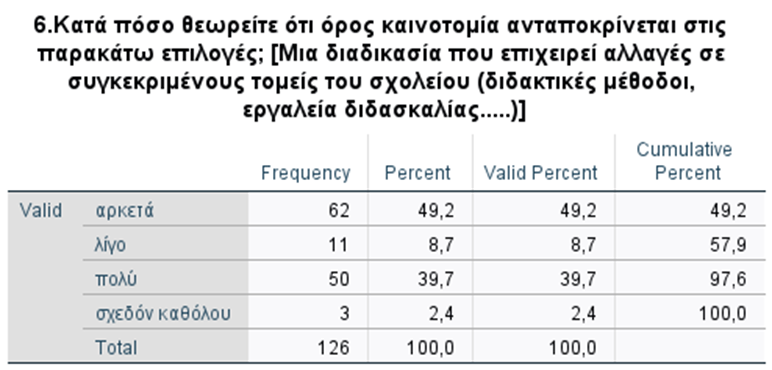 6.Κατά πόσο θεωρείτε ότι όρος καινοτομία ανταποκρίνεται στις
παρακάτω επιλογές; [Μια διαδικασία που επιχειρεί αλλαγές σε
συγκεκριμένους τομείς του σχολείου (διδακτικές μέθοδοι,
εργαλεία διδασκαλίας.....)]
Frequency Percent Valid Percent Cumulative Percent
Valid αρκετά 62 49,2 49,2 49,2
λίγο 11 8,7 8,7 57,9
πολύ 50 39,7 39,7 97,6
σχεδόν καθόλου 3 2,4 2,4 100,0
Total 126 100,0 100,0